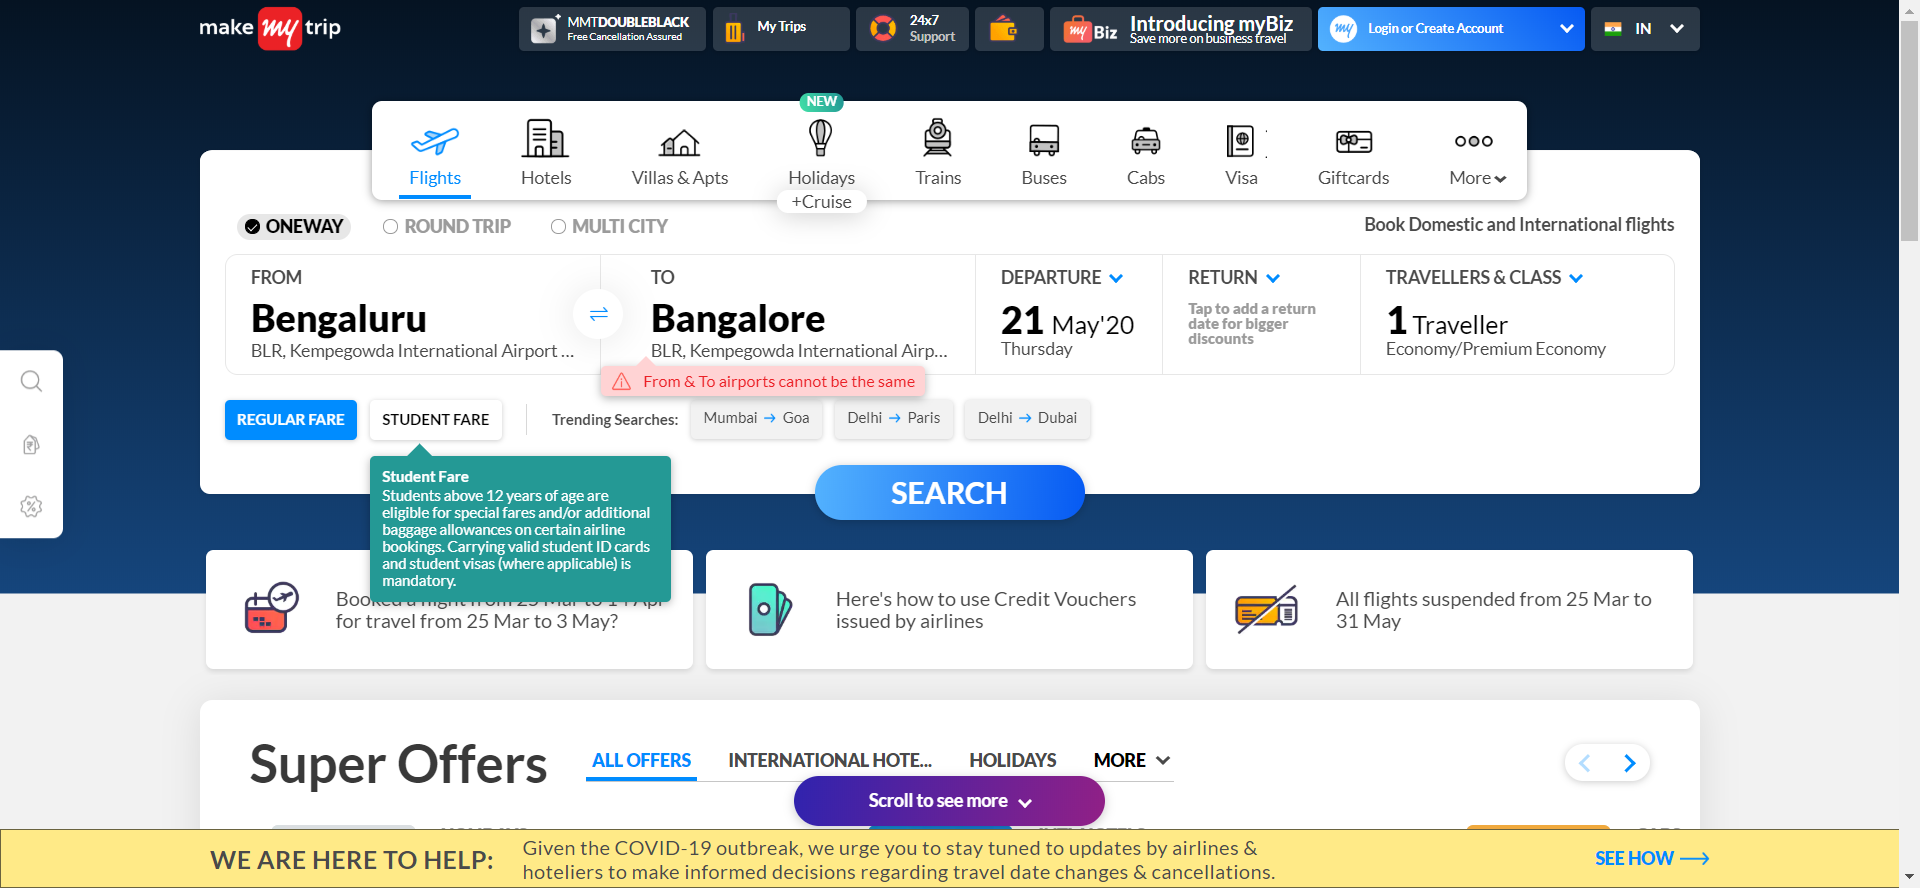 make my trip
MMTDOUBLEBLACK
Free Cancellation Assured
My Trips
24x7
Support
my Biz
Introducing myBiz
Save more on business travel
my
Login or Create Account
IN
NEW
Flights
Hotels
Villas & Apts
Holidays
+Cruise
Trains
Buses
Cabs
Visa
Giftcards
More
ONEWAY
ROUND TRIP
MULTI CITY
Book Domestic and International flights
FROM
Bengaluru
BLR, Kempegowda International Airport ...
TO
Bangalore
BLR, Kempegowda International Airp...
From & To airports cannot be the same
DEPARTURE
21 May'20
Thursday
RETURN
Tap to add a return
date for bigger
discounts
TRAVELLERS & CLASS
1 Traveller
Economy/Premium Economy
REGULAR FARE
STUDENT FARE
Trending Searches:
Mumbai → Goa
Delhi → Paris
Delhi → Dubai
Student Fare
Students above 12 years of age are
eligible for special fares and/or additional
baggage allowances on certain airline
bookings. Carrying valid student ID cards
and student visas (where applicable) is
mandatory.
SEARCH
Booked a flight from 25 Mar to 14 Apr
for travel from 25 Mar to 3 May?
Here's how to use Credit Vouchers
issued by airlines
All flights suspended from 25 Mar to
31 May
Super Offers
ALL OFFERS
INTERNATIONAL HOTE...
HOLIDAYS
MORE
Scroll to see more
WE ARE HERE TO HELP:
Given the COVID-19 outbreak, we urge you to stay tuned to updates by airlines &
hoteliers to make informed decisions regarding travel date changes & cancellations.
SEE HOW